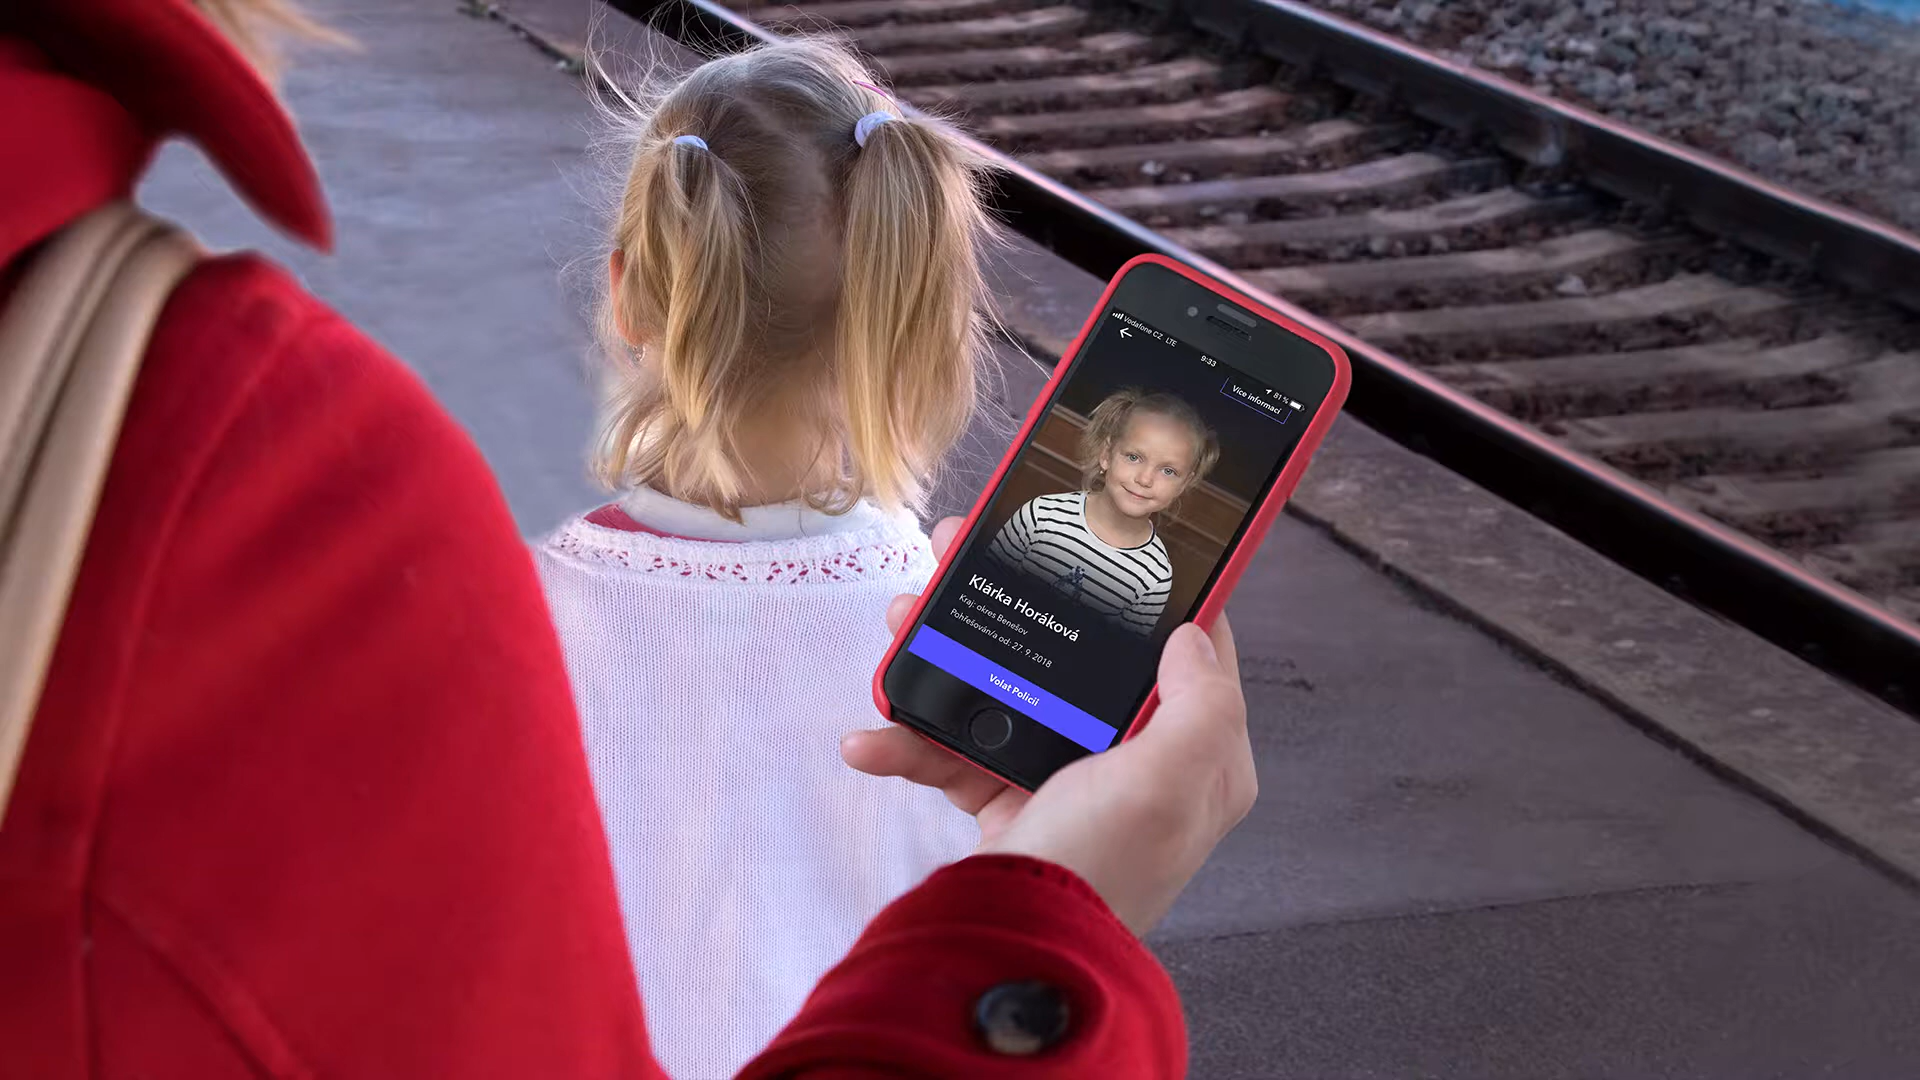 Vodafone CZ LTE
9:33
81 %
Více informací
Klárka Horáková
Kraj: okres Benešov
Pohřešován/a od: 27. 9. 2018
Volat Policii